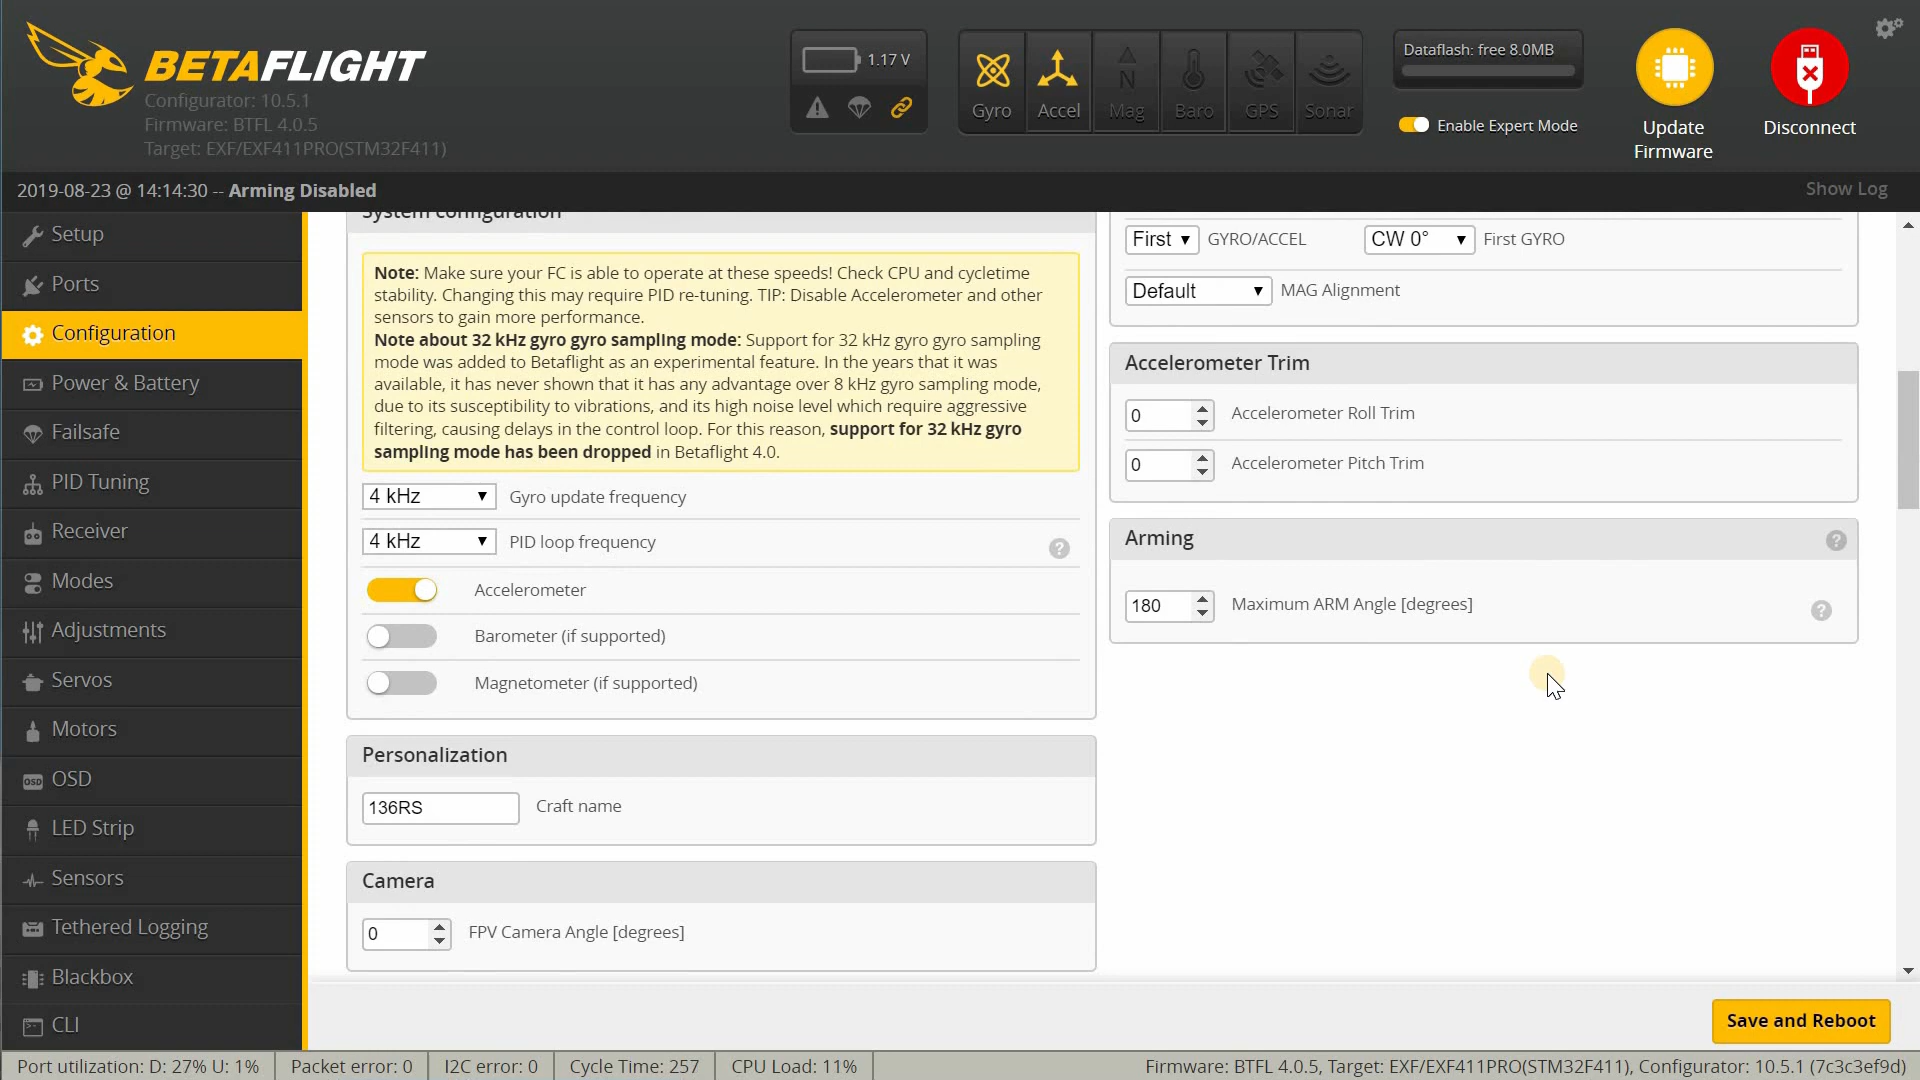 BETAFLIGHT
Configurator: 10.5.1
Firmware: BTFL 4.0.5
Target: EXF/EXF411PRO(STM32F411)
1.17 V
Gyro
Accel
Mag
Baro
GPS
Sonar
Dataflash: free 8.0MB
Enable Expert Mode
Update
Firmware
Disconnect
2019-08-23 @ 14:14:30 -- Arming Disabled
Show Log
Setup
Ports
Configuration
Power & Battery
Failsafe
PID Tuning
Receiver
Modes
Adjustments
Servos
Motors
OSD
OSD
LED Strip
Sensors
Tethered Logging
Blackbox
CLI
System configuration
Note: Make sure your FC is able to operate at these speeds! Check CPU and cycletime
stability. Changing this may require PID re-tuning. TIP: Disable Accelerometer and other
sensors to gain more performance.
Note about 32 kHz gyro gyro sampling mode: Support for 32 kHz gyro gyro sampling
mode was added to Betaflight as an experimental feature. In the years that it was
available, it has never shown that it has any advantage over 8 kHz gyro sampling mode,
due to its susceptibility to vibrations, and its high noise level which require aggressive
filtering, causing delays in the control loop. For this reason, support for 32 kHz gyro
sampling mode has been dropped in Betaflight 4.0.
4 kHz Gyro update frequency
4 kHz PID loop frequency ?
Accelerometer
Barometer (if supported)
Magnetometer (if supported)
Personalization
136RS Craft name
Camera
0 FPV Camera Angle [degrees]
First GYRO/ACCEL CW 0° First GYRO
Default MAG Alignment
Accelerometer Trim
0 Accelerometer Roll Trim
0 Accelerometer Pitch Trim
Arming ?
180 Maximum ARM Angle [degrees] ?
Save and Reboot
Port utilization: D: 27% U: 1% Packet error: 0 I2C error: 0 Cycle Time: 257 CPU Load: 11% Firmware: BTFL 4.0.5, Target: EXF/EXF411PRO(STM32F411), Configurator: 10.5.1 (7c3c3ef9d)